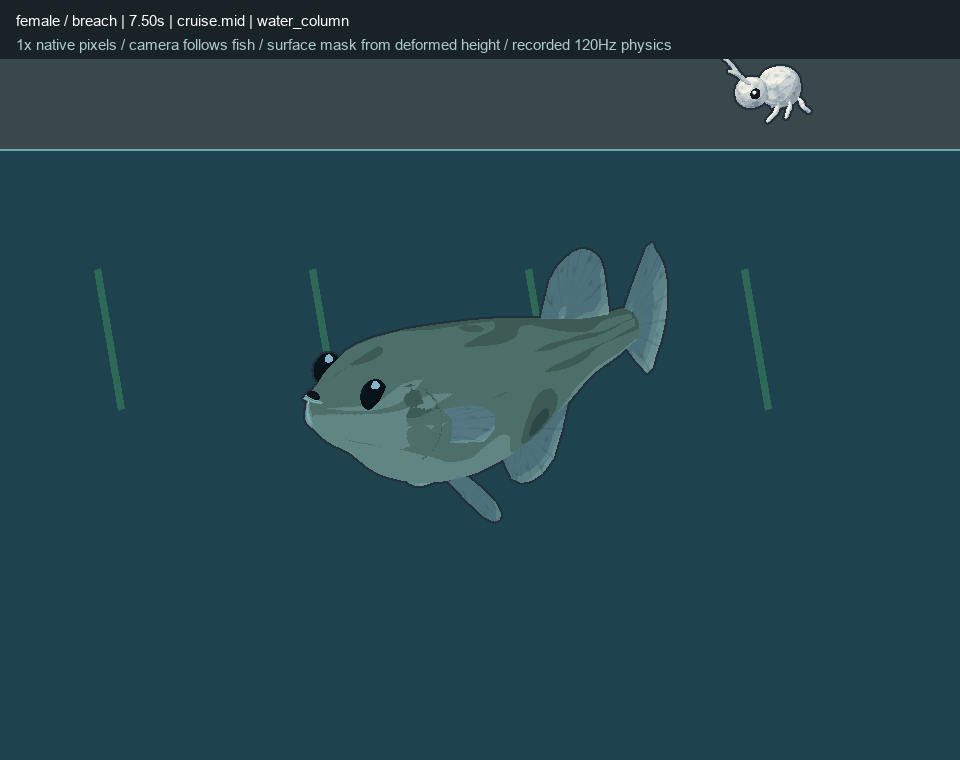 female / breach | 7.50s | cruise.mid | water_column
1x native pixels / camera follows fish / surface mask from deformed height / recorded 120Hz physics